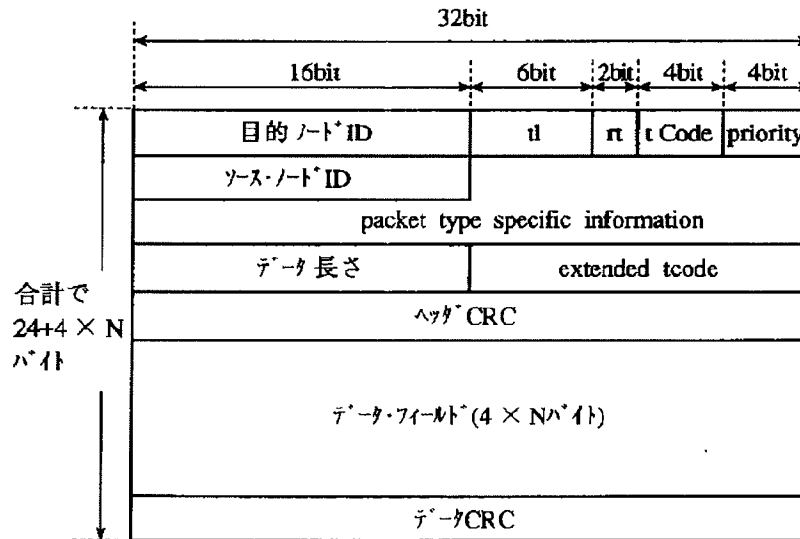 32bit
16bit 6bit 2bit 4bit 4bit
目的ノードID tl rt t Code priority
ソース・ノードID
packet type specific information
データ長さ extended tcode
合計で
24+4 × N
バイト
ヘッダCRC
データ・フィールド(4 × Nバイト)
データCRC